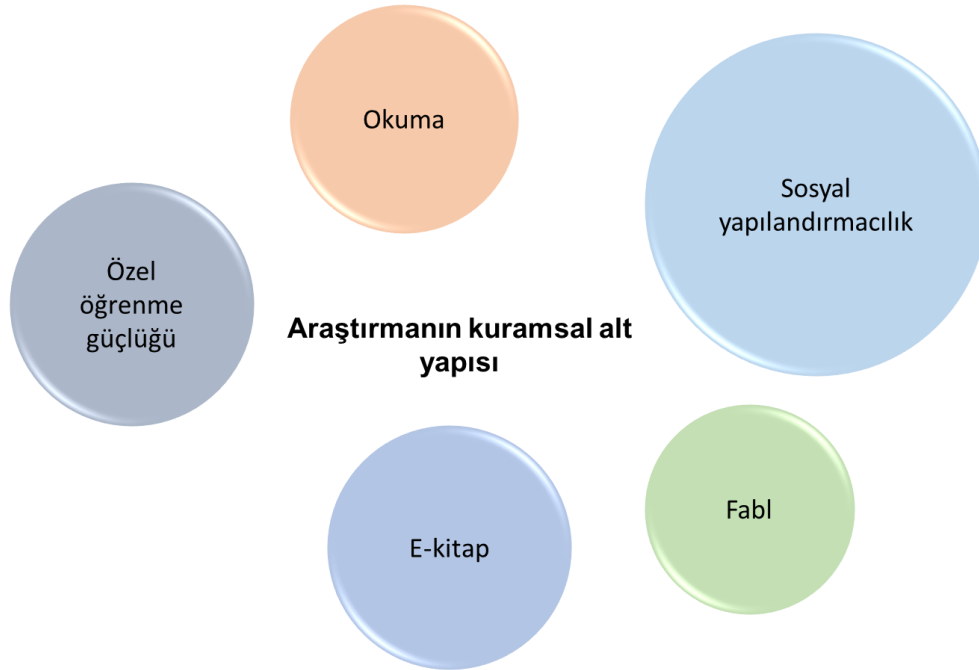 Okuma
Sosyal
yapılandırmacılık
Özel
öğrenme
güçlüğü
Araştırmanın kuramsal alt
yapısı
Fabl
E-kitap